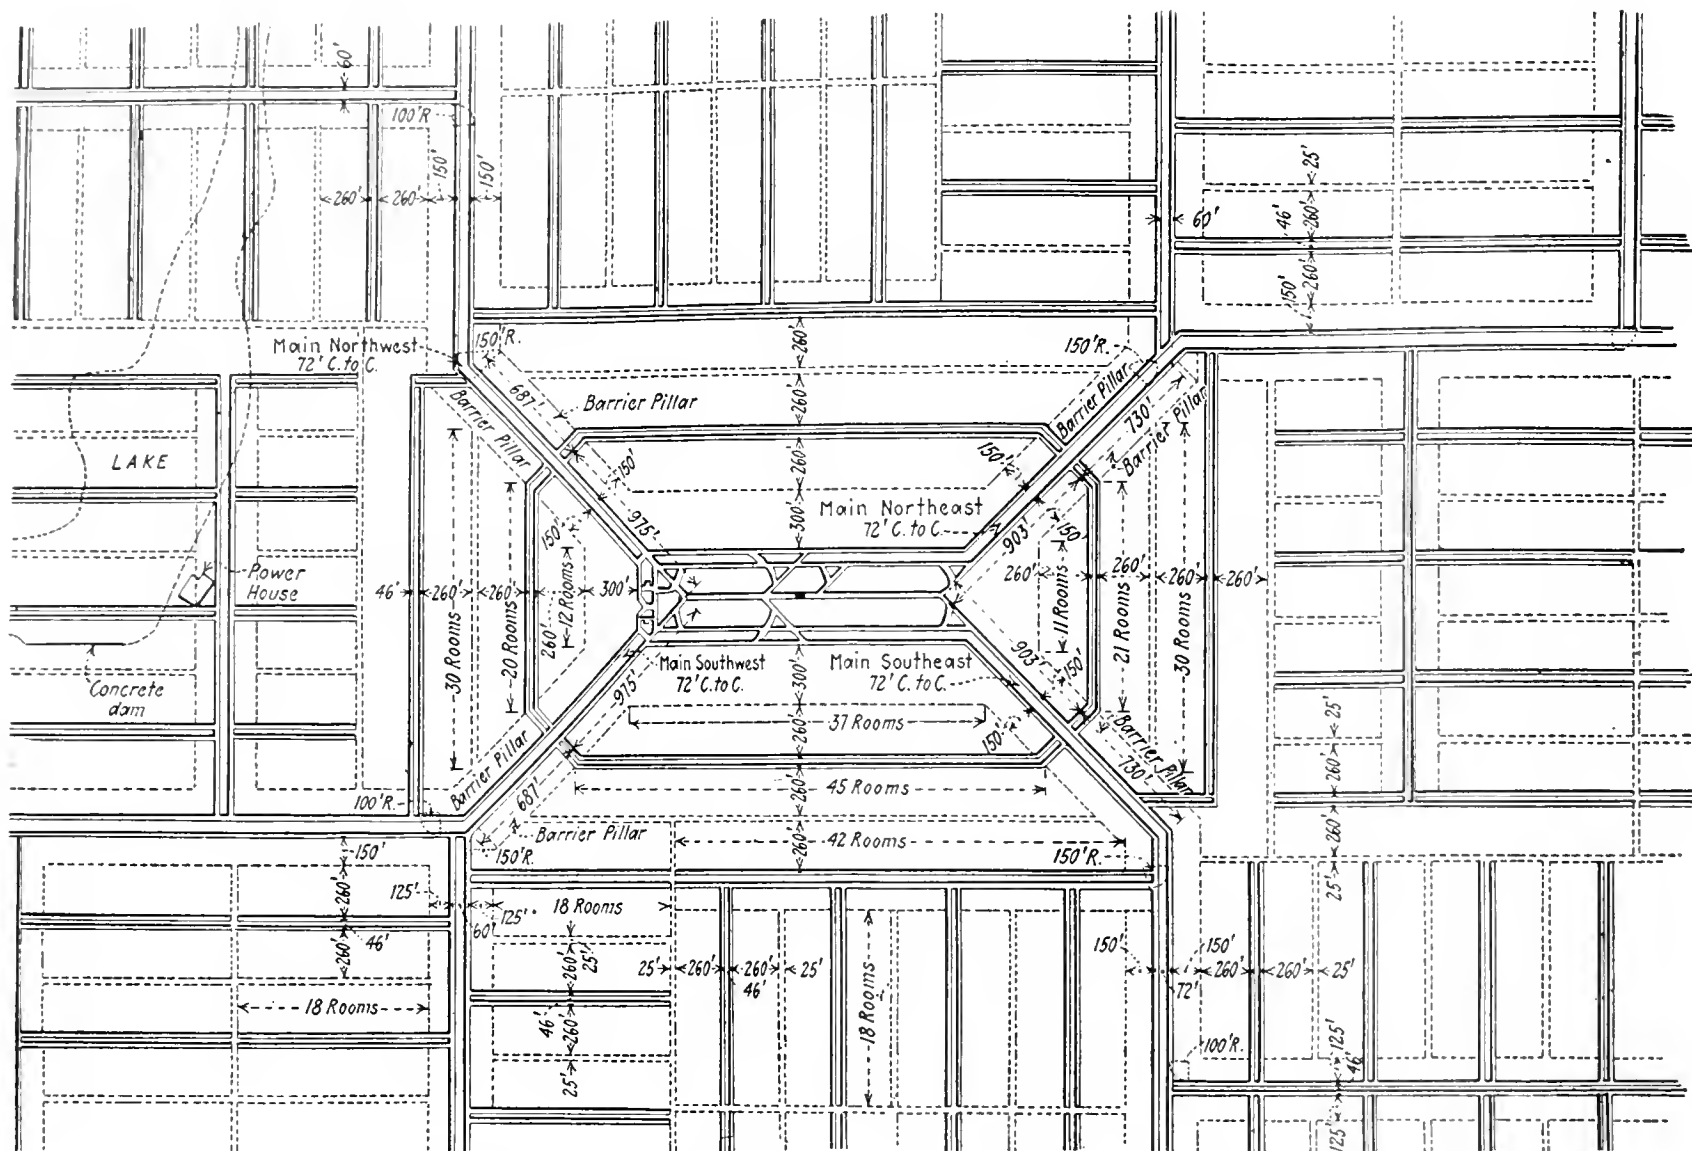 60'
100'R
150'
150'
260'
260'
60'
25'
46'
260'
260'
150'
Main Northwest
72' C. to C.
150'R.
687'
Barrier Pillar
260'
260'
150'R.
Barrier Pillar
730'
Barrier Pillar
Barrier Pillar
LAKE
150'
975'
260'
300'
150'
Main Northeast
72' C. to C.
903'
150'
Power
House
46'
260'
30 Rooms
260'
20 Rooms
150'
260'
12 Rooms
300'
260'
11 Rooms
260'
21 Rooms
260'
30 Rooms
260'
Concrete
dam
Main Southwest
72' C. to C.
975'
300'
Main Southeast
72' C. to C.
903'
150'
37 Rooms
260'
150'
Barrier Pillar
687'
Barrier Pillar
730'
25'
260'
260'
25'
100'R.
45 Rooms
260'
Barrier Pillar
150'R.
42 Rooms
260'
150'R.
150'
260'
46'
260'
125'
60'
125'
18 Rooms
260'
25'
46'
260'
25'
18 Rooms
25'
260'
260'
46'
25'
18 Rooms
150'
150'
260'
260'
25'
72'
100'R.
125'
46'
125'